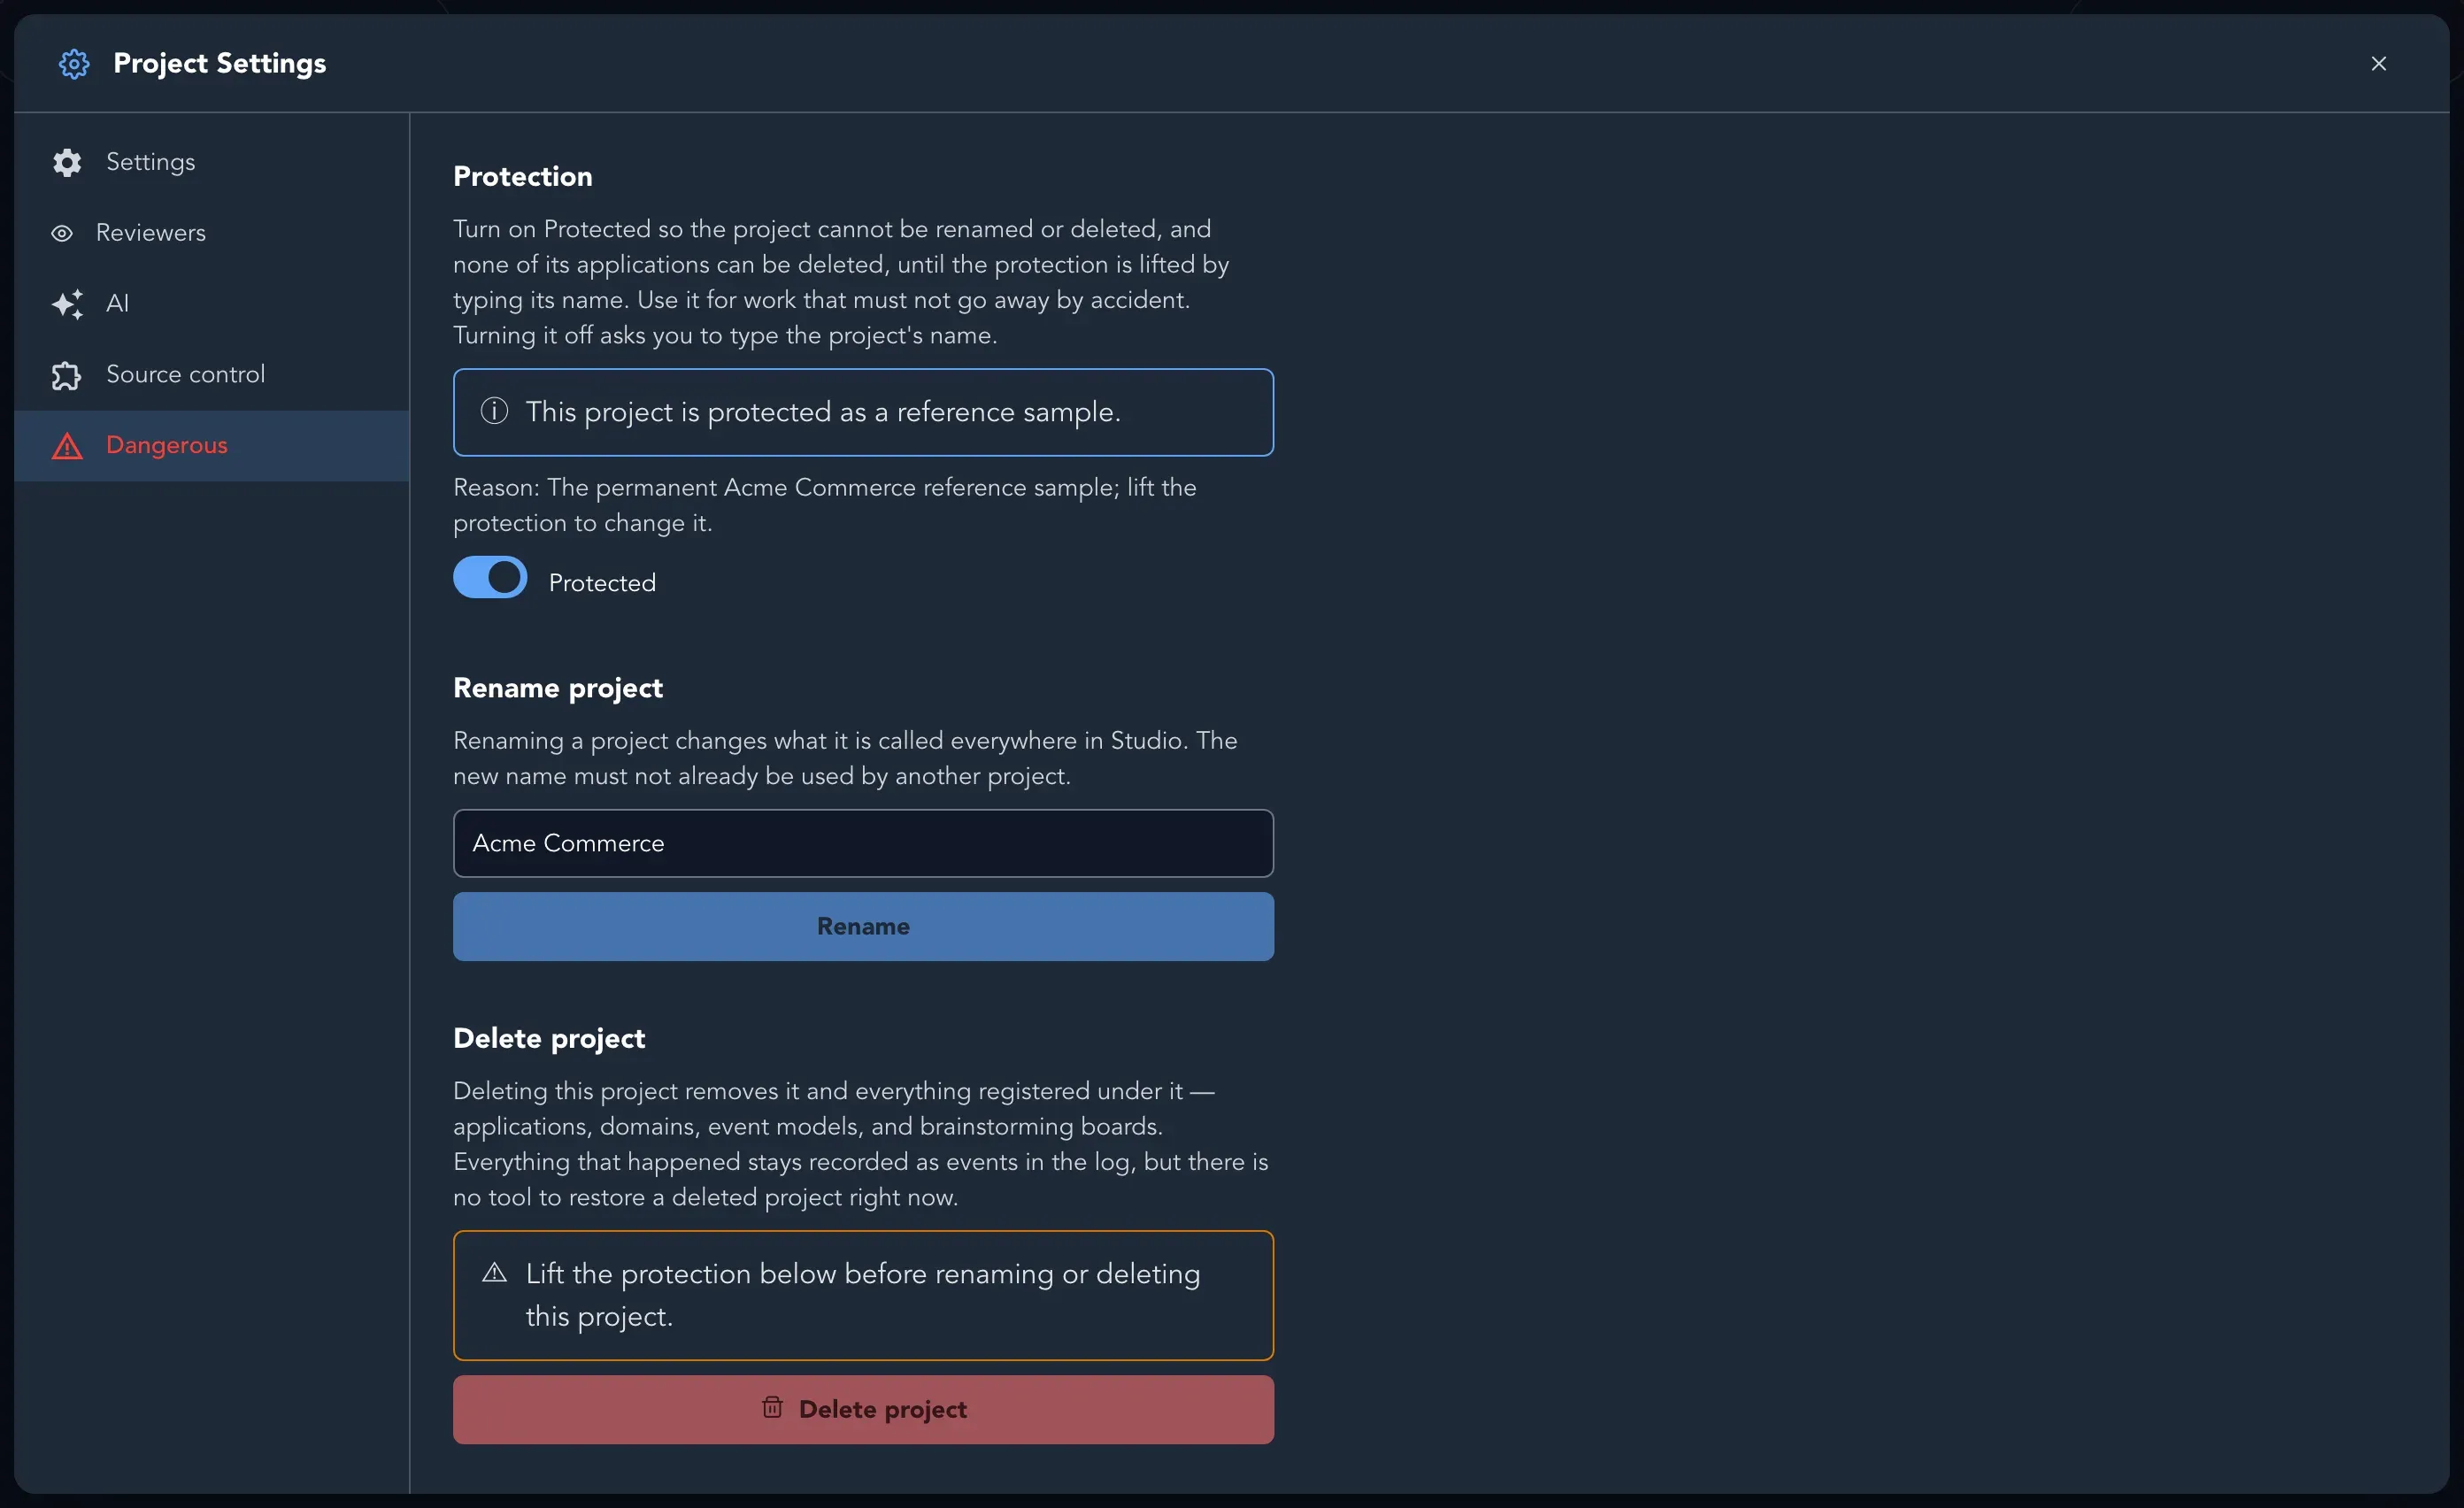 Project Settings
Settings
Reviewers
AI
Source control
Dangerous
Protection
Turn on Protected so the project cannot be renamed or deleted, and
none of its applications can be deleted, until the protection is lifted by
typing its name. Use it for work that must not go away by accident.
Turning it off asks you to type the project's name.
This project is protected as a reference sample.
Reason: The permanent Acme Commerce reference sample; lift the
protection to change it.
Protected
Rename project
Renaming a project changes what it is called everywhere in Studio. The
new name must not already be used by another project.
Acme Commerce
Rename
Delete project
Deleting this project removes it and everything registered under it —
applications, domains, event models, and brainstorming boards.
Everything that happened stays recorded as events in the log, but there is
no tool to restore a deleted project right now.
Lift the protection below before renaming or deleting
this project.
Delete project